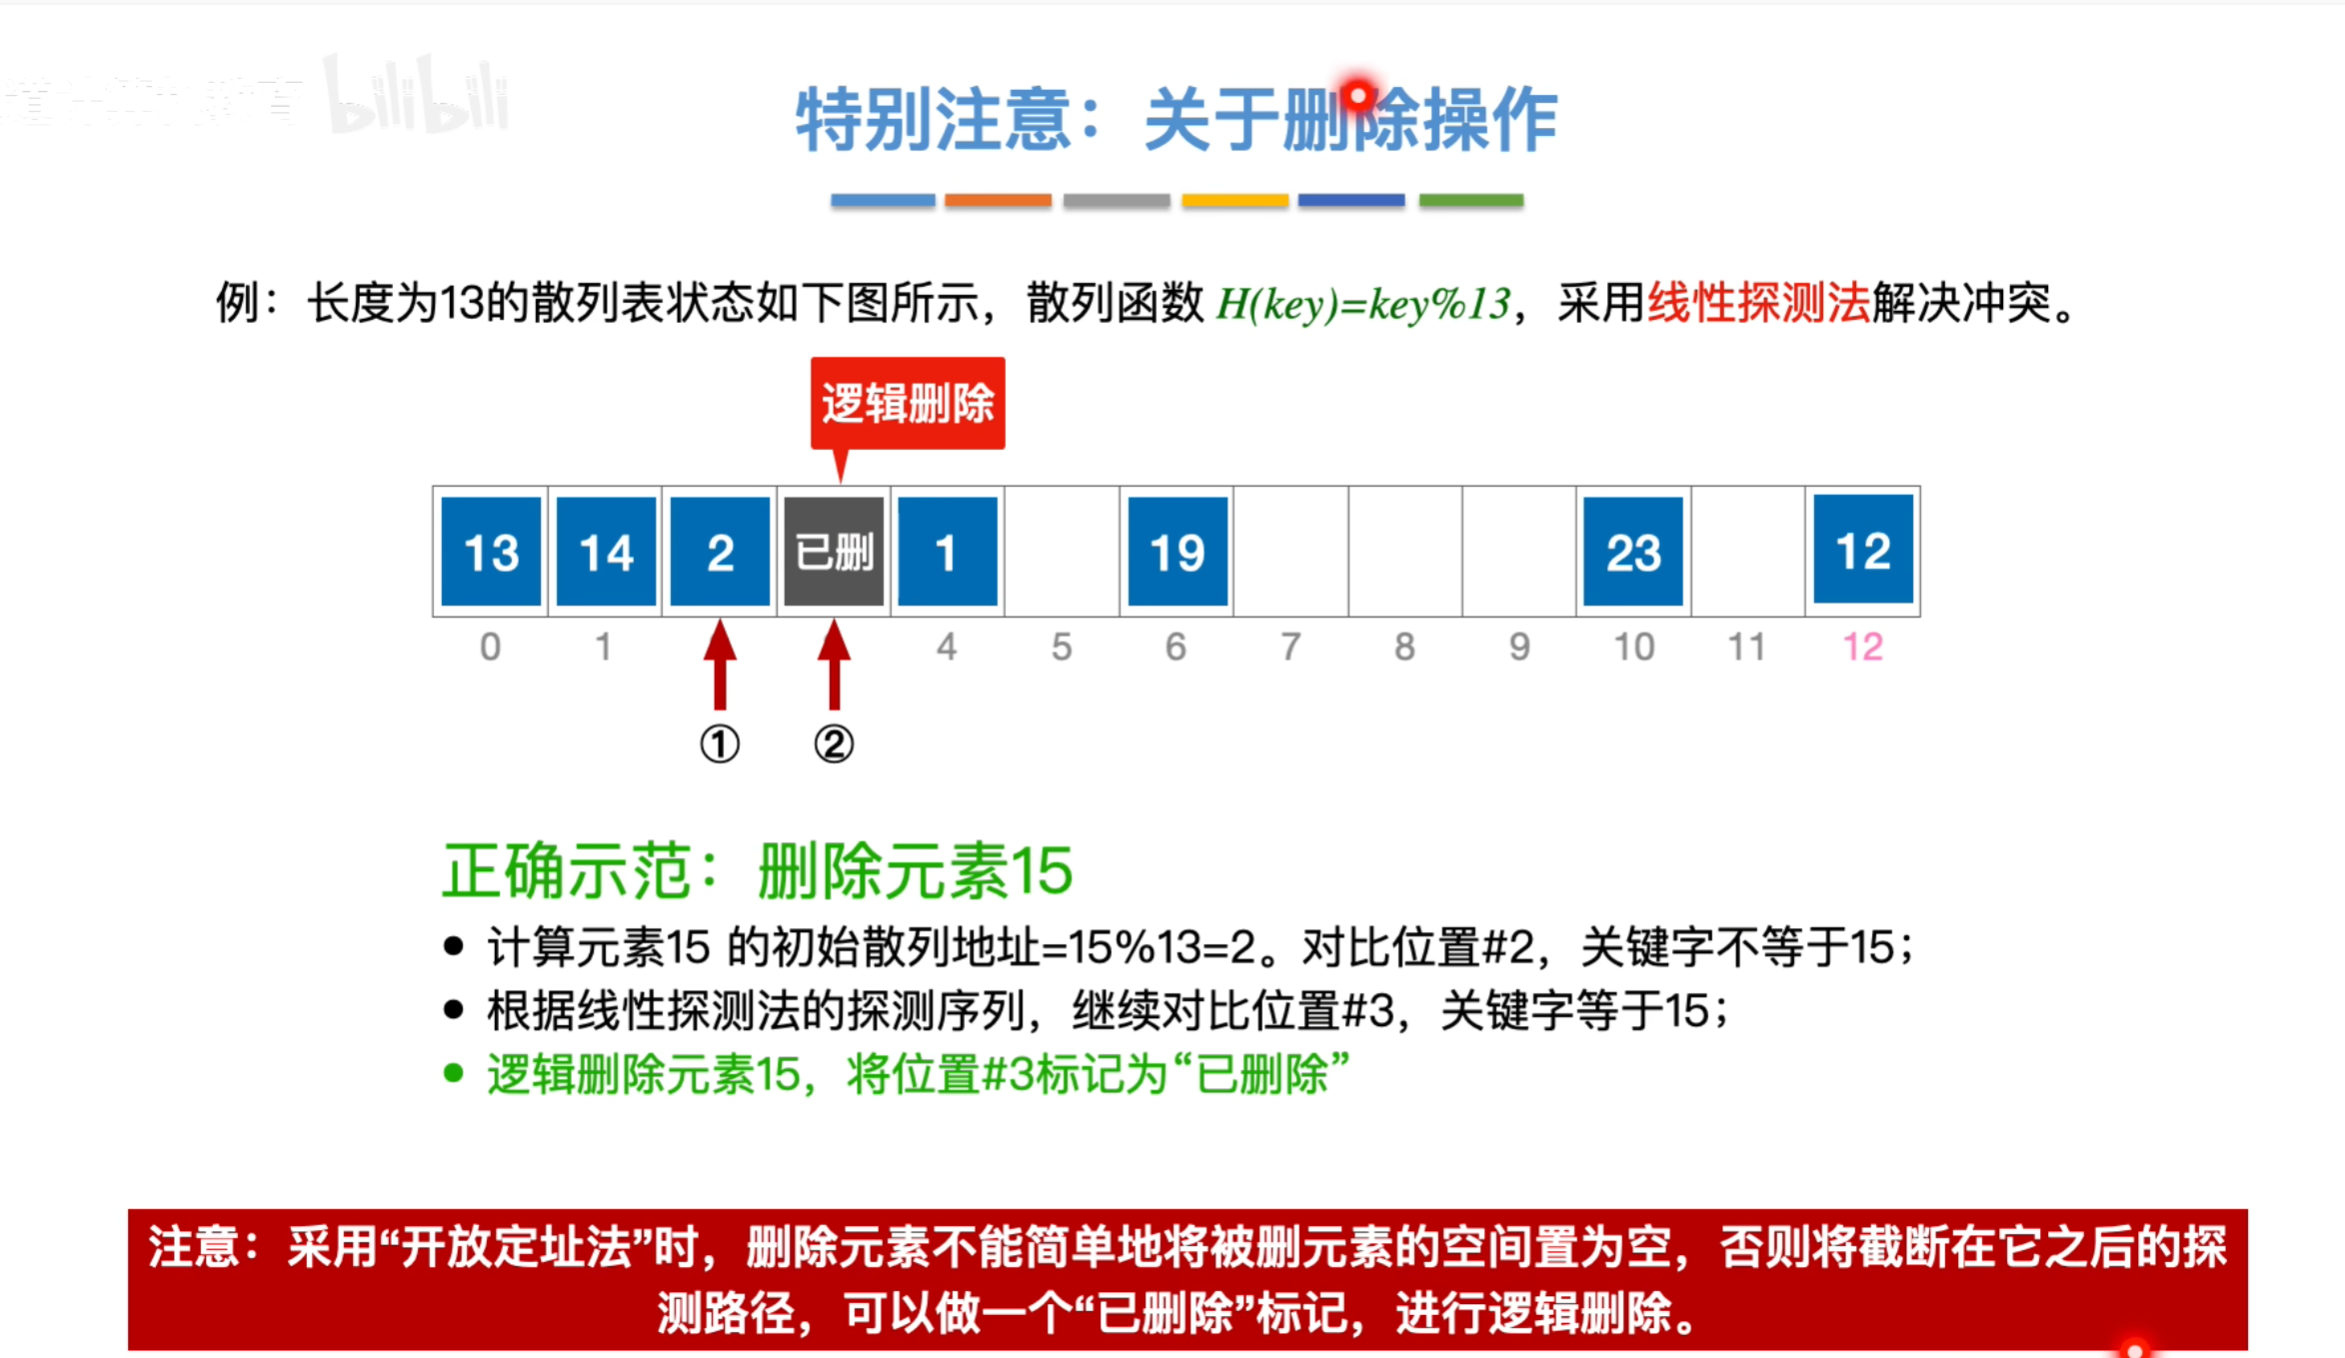 bilibili
特别注意：关于删除操作
例：长度为13的散列表状态如下图所示，散列函数 H(key)=key%13，采用线性探测法解决冲突。
逻辑删除
13 14 2 已删 1 19 23 12
0 1 4 5 6 7 8 9 10 11 12
① ②
正确示范：删除元素15
● 计算元素15 的初始散列地址=15%13=2。对比位置#2，关键字不等于15；
● 根据线性探测法的探测序列，继续对比位置#3，关键字等于15；
● 逻辑删除元素15，将位置#3标记为“已删除”
注意：采用“开放定址法”时，删除元素不能简单地将被删元素的空间置为空，否则将截断在它之后的探
测路径，可以做一个“已删除”标记，进行逻辑删除。